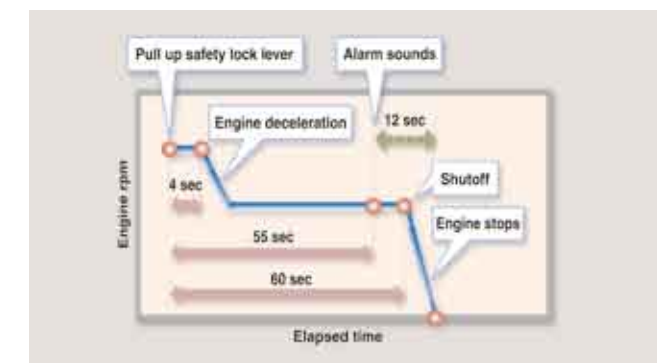 Pull up safety lock lever
Alarm sounds
Engine deceleration
12 sec
4 sec
Shutoff
Engine stops
55 sec
60 sec
Engine rpm
Elapsed time